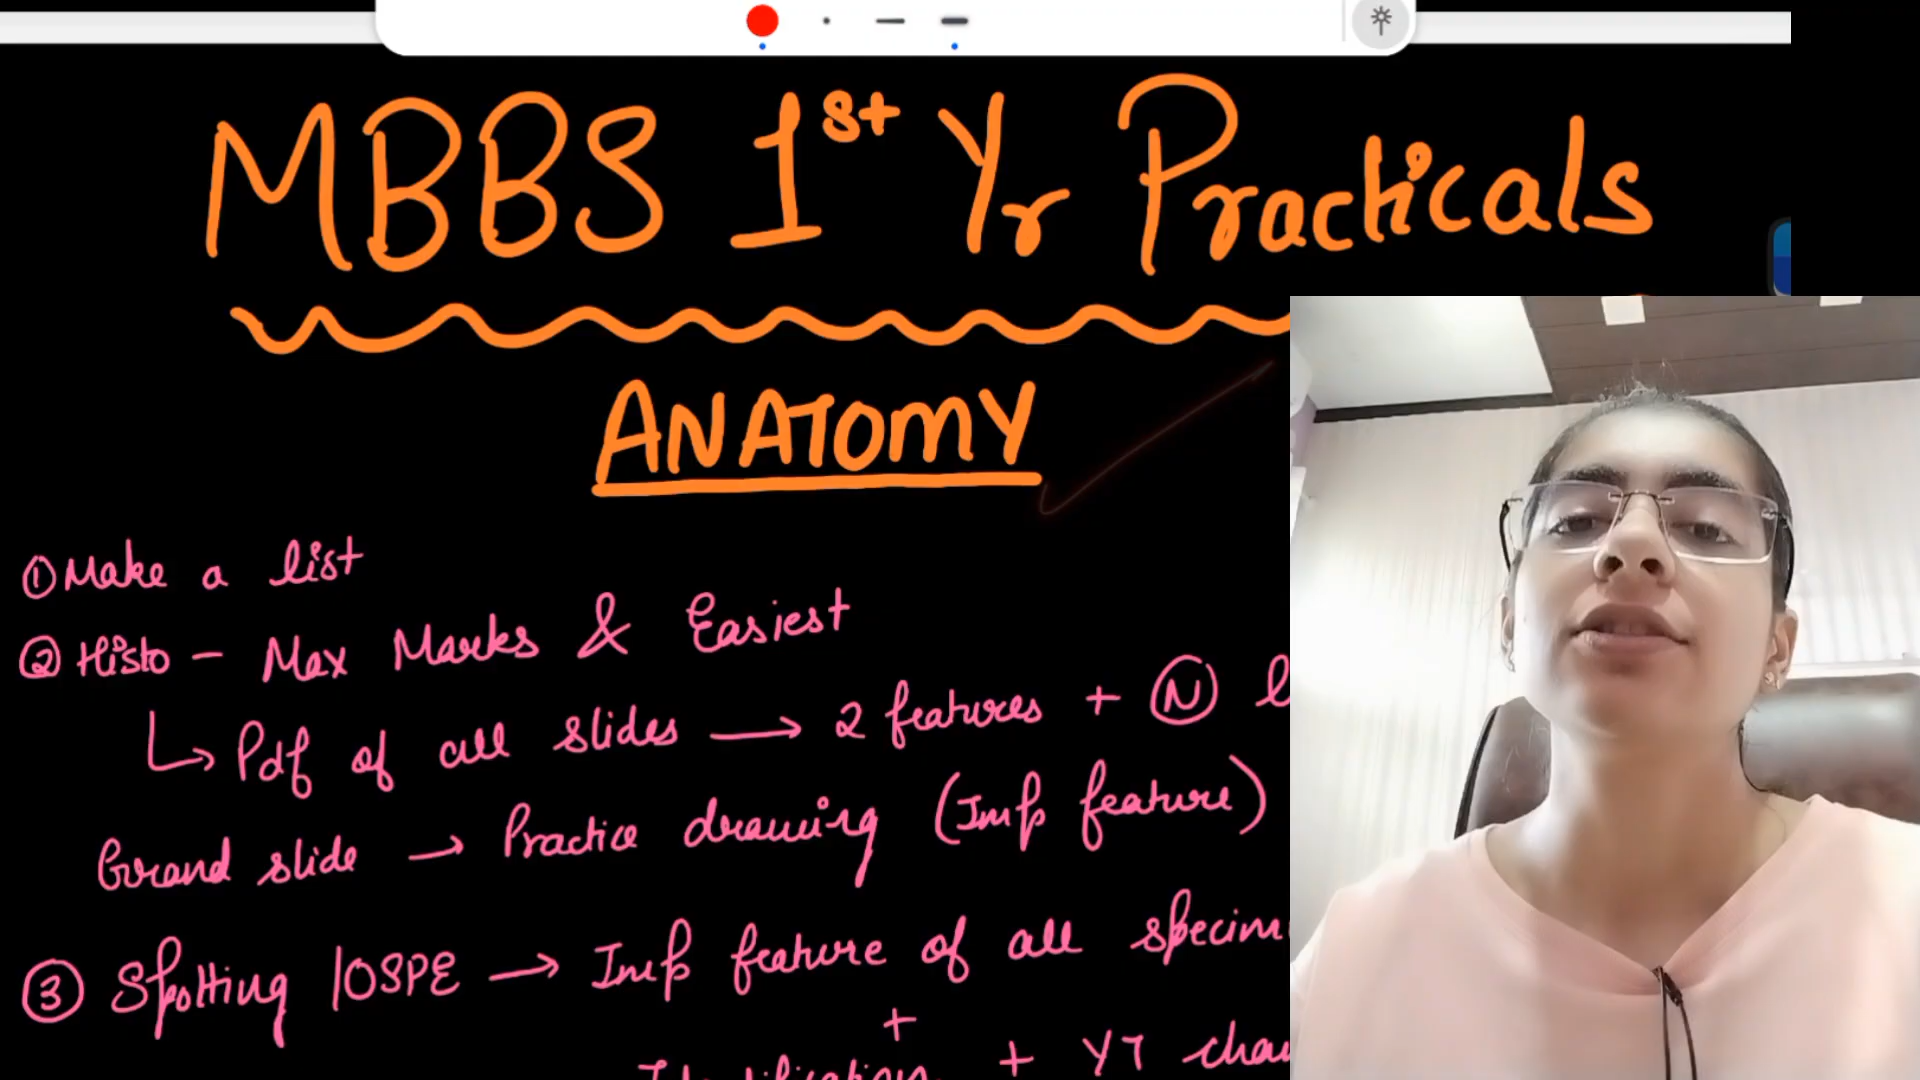 MBBS 1st Yr Practicals
ANATOMY
① Make a list
② Histo - Max Marks & Easiest
↳ Pdf of all slides → 2 features + Ⓝ
Grand slide → Practice drawing (Imp feature)
③ Spotting /OSPE → Imp feature of all specim
+
+ YT